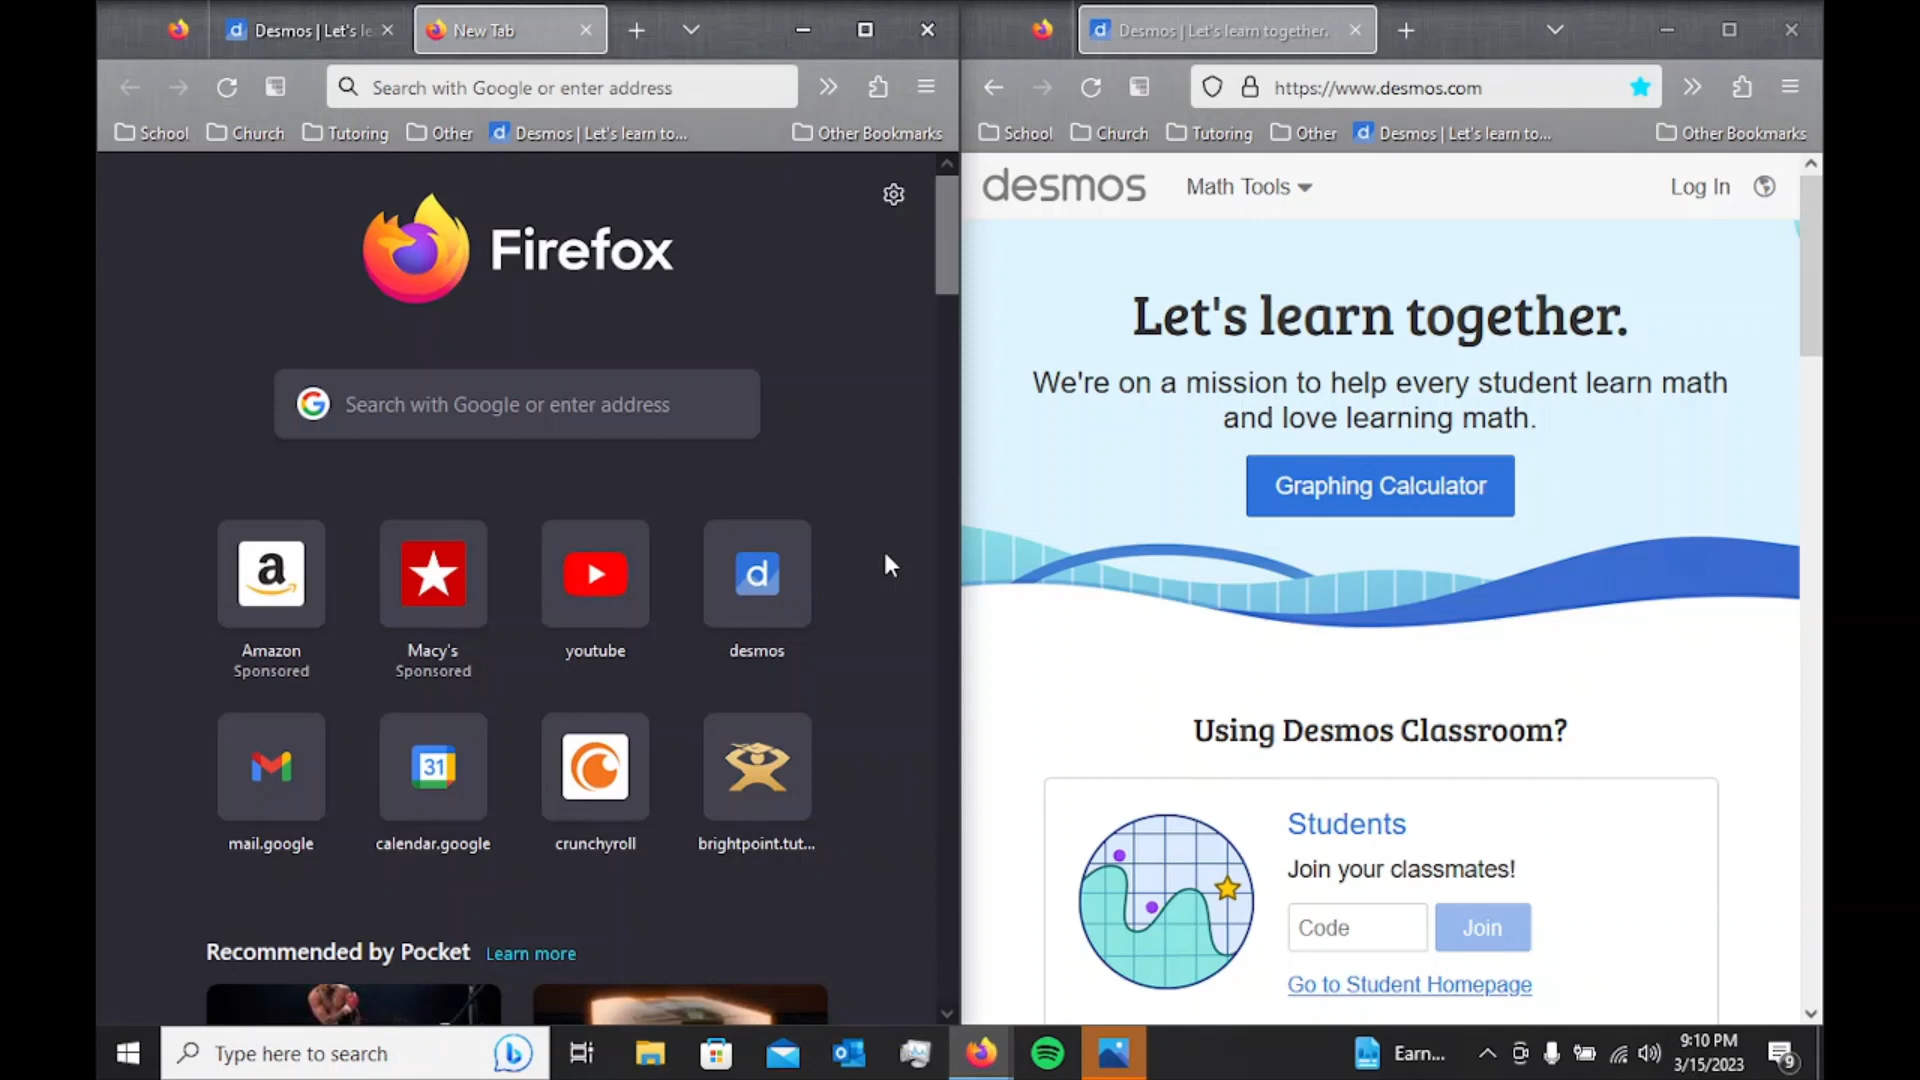 Desmos | Let's le
New Tab
Search with Google or enter address
School
Church
Tutoring
Other
Desmos | Let's learn to...
Other Bookmarks
Firefox
Search with Google or enter address
Amazon
Sponsored
Macy's
Sponsored
youtube
desmos
mail.google
31
calendar.google
crunchyroll
brightpoint.tut...
Recommended by Pocket
Learn more
Desmos | Let's learn together.
https://www.desmos.com
School
Church
Tutoring
Other
Desmos | Let's learn to...
Other Bookmarks
desmos
Math Tools
Log In
Let's learn together.
We're on a mission to help every student learn math
and love learning math.
Graphing Calculator
Using Desmos Classroom?
Students
Join your classmates!
Code
Join
Go to Student Homepage
Type here to search
Earn...
9:10 PM
3/15/2023
9